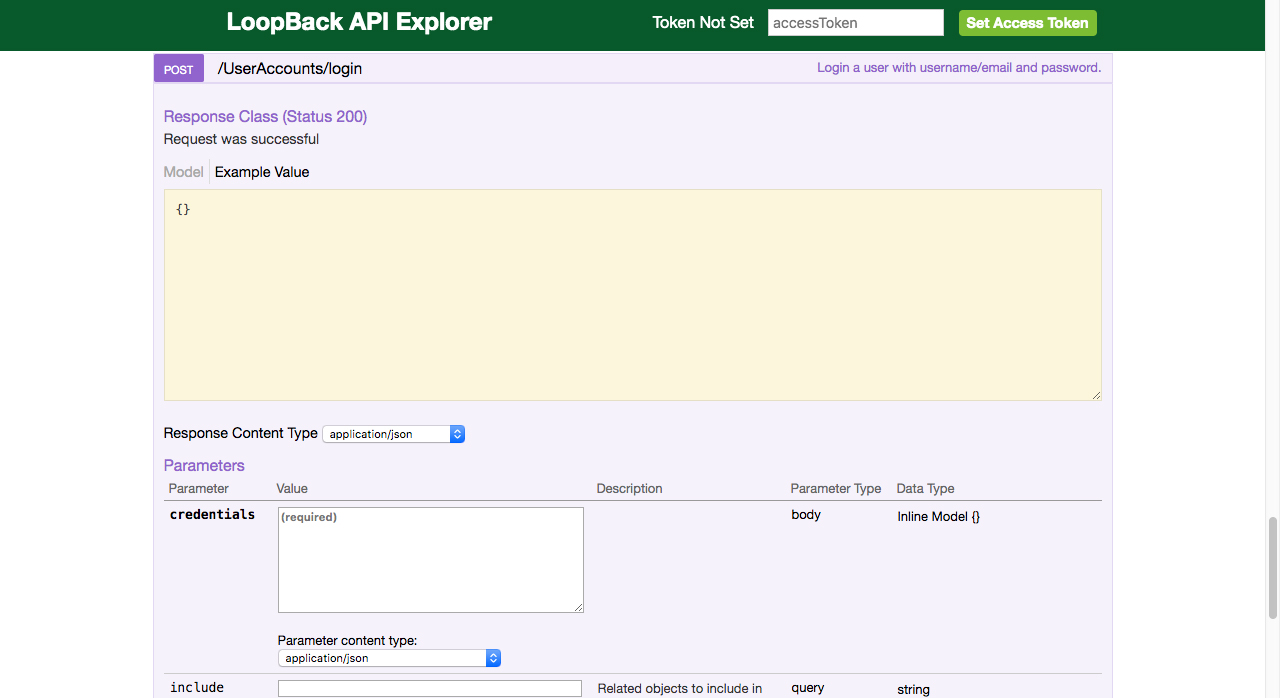 LoopBack API Explorer Token Not Set accessToken Set Access Token
POST /UserAccounts/login Login a user with username/email and password.
Response Class (Status 200)
Request was successful
Model Example Value
{}
Response Content Type application/json
Parameters
Parameter Value Description Parameter Type Data Type
credentials (required) body Inline Model {}
Parameter content type:
application/json
include Related objects to include in query string